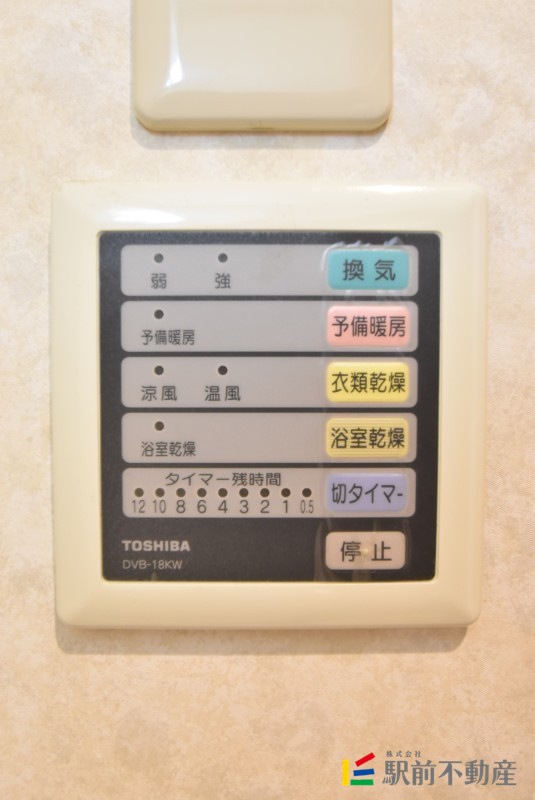 弱 強 換気
予備暖房 予備暖房
涼風 温風 衣類乾燥
浴室乾燥 浴室乾燥
タイマー残時間 切タイマー
12 10 8 6 4 3 2 1 0.5
停止
TOSHIBA
DVB-18KW
株式会社
駅前不動産